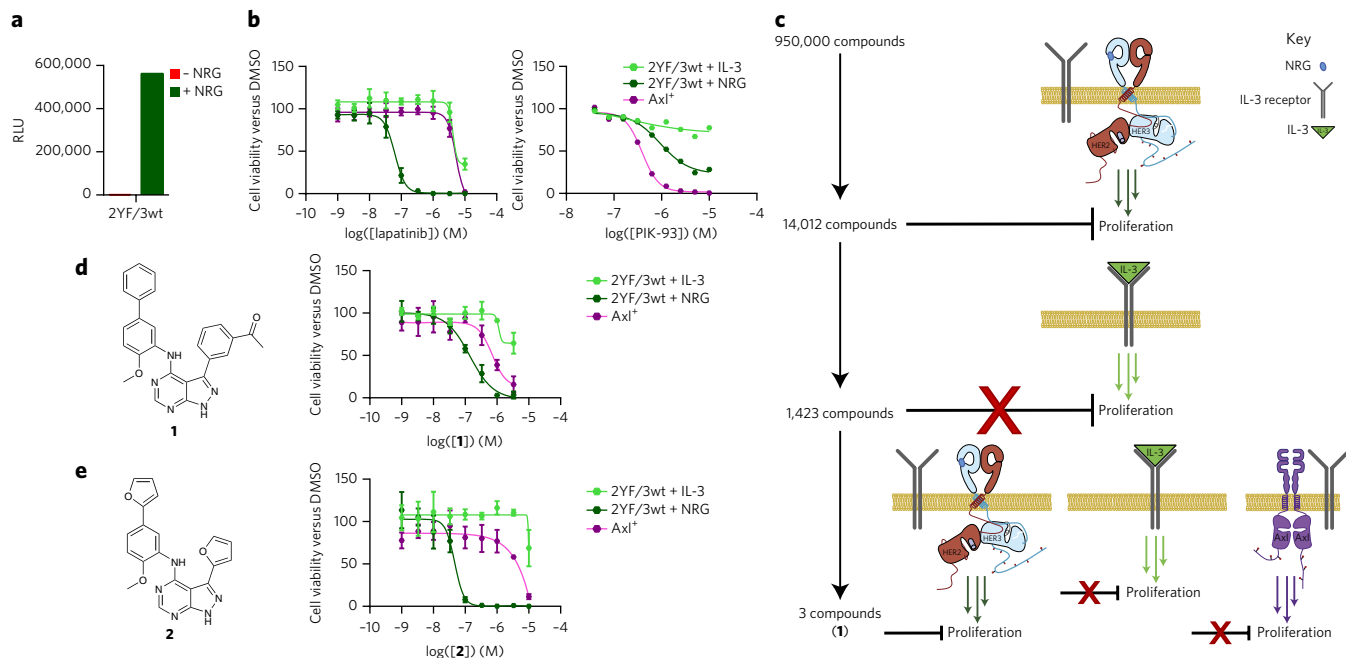 a
600,000
400,000
200,000
0
RLU
2YF/3wt
– NRG
+ NRG
b
Cell viability versus DMSO
150
100
50
0
–10 –9 –8 –7 –6 –5 –4
log([lapatinib]) (M)
Cell viability versus DMSO
150
100
50
0
–8 –7 –6 –5 –4
log([PIK-93]) (M)
2YF/3wt + IL-3
2YF/3wt + NRG
Axl+
c
950,000 compounds
14,012 compounds
1,423 compounds
3 compounds
(1)
HER2
HER3
Proliferation
IL-3
Proliferation
HER2
HER3
Proliferation
IL-3
Proliferation
Axl Axl
Proliferation
Key
NRG
IL-3 receptor
IL-3
d
O
NH
O
N
N
N
N
H
1
Cell viability versus DMSO
150
100
50
0
–10 –9 –8 –7 –6 –5 –4
log([1]) (M)
2YF/3wt + IL-3
2YF/3wt + NRG
Axl+
e
O
NH
O
O
N
N
N
N
H
2
Cell viability versus DMSO
150
100
50
0
–10 –9 –8 –7 –6 –5 –4
log([2]) (M)
2YF/3wt + IL-3
2YF/3wt + NRG
Axl+